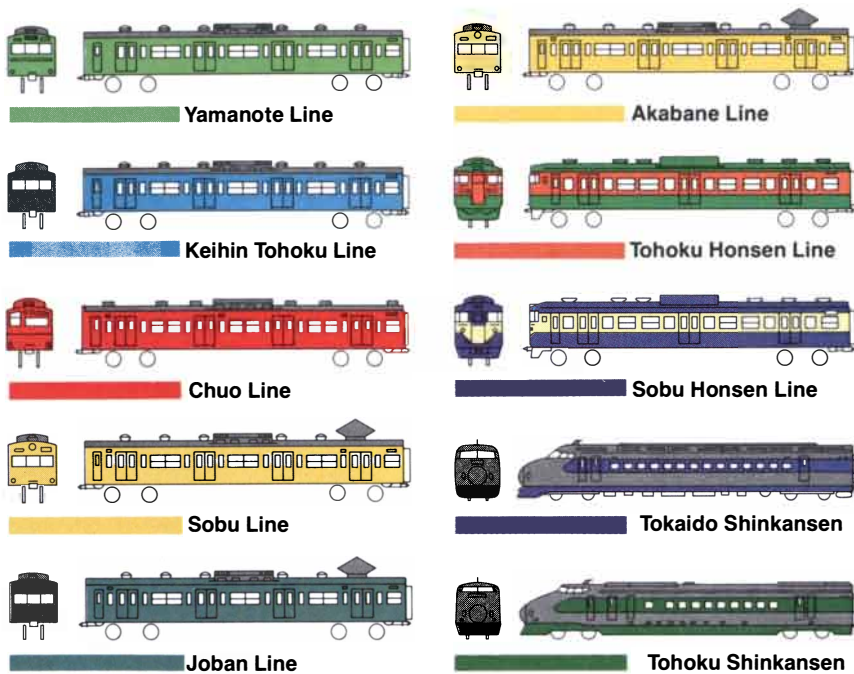 Yamanote Line
Akabane Line
Keihin Tohoku Line
Tohoku Honsen Line
Chuo Line
Sobu Honsen Line
Sobu Line
Tokaido Shinkansen
Joban Line
Tohoku Shinkansen